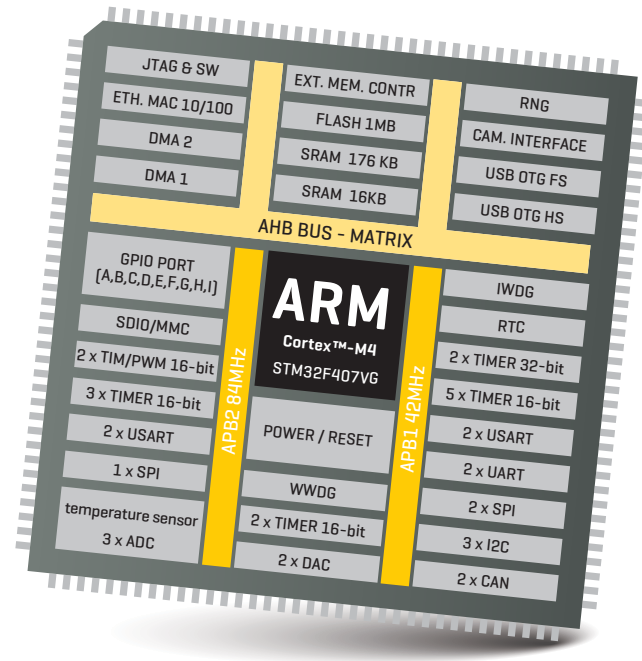 JTAG & SW
ETH. MAC 10/100
DMA 2
DMA 1
EXT. MEM. CONTR
FLASH 1MB
SRAM 176 KB
SRAM 16KB
RNG
CAM. INTERFACE
USB OTG FS
USB OTG HS
AHB BUS - MATRIX
GPIO PORT
(A,B,C,D,E,F,G,H,I)
SDIO/MMC
2 x TIM/PWM 16-bit
3 x TIMER 16-bit
2 x USART
1 x SPI
temperature sensor
3 x ADC
APB2 84MHz
ARM
Cortex™-M4
STM32F407VG
POWER / RESET
WWDG
2 x TIMER 16-bit
2 x DAC
APB1 42MHz
IWDG
RTC
2 x TIMER 32-bit
5 x TIMER 16-bit
2 x USART
2 x UART
2 x SPI
3 x I2C
2 x CAN